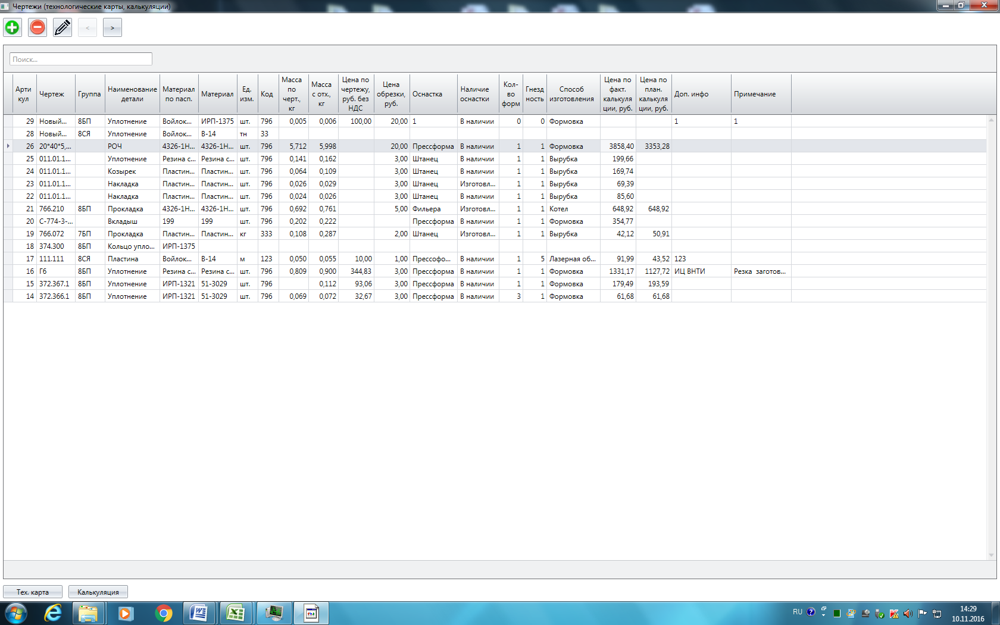 Чертежи (технологические карты, калькуляции)
< >
Поиск...
Арти кул Чертеж Группа Наименование детали Материал по пасп. Материал Ед. изм. Код Масса по черт., кг Масса с отх., кг Цена по чертежу, руб. без НДС Цена обрезки, руб. Оснастка Наличие оснастки Кол-во форм Гнезд ность Способ изготовления Цена по факт. калькуля ции, руб. Цена по план. калькуля ции, руб. Доп. инфо Примечание
29 Новый... 8БП Уплотнение Войлок... ИРП-1375 шт. 796 0,005 0,006 100,00 20,00 1 В наличии 0 0 Формовка 1 1
28 Новый... 8СЯ Уплотнение Войлок... В-14 тн 33
26 20*40*5,... РОЧ 4326-1Н... 4326-1Н... шт. 796 5,712 5,998 20,00 Прессформа В наличии 1 1 Формовка 3858,40 3353,28
25 011.01.1... Уплотнение Резина с... Резина с... шт. 796 0,141 0,162 3,00 Штанец В наличии 1 1 Вырубка 199,66
24 011.01.1... Козырек Пластин... Пластин... шт. 796 0,064 0,109 3,00 Штанец В наличии 1 1 Вырубка 169,74
23 011.01.1... Накладка Пластин... Пластин... шт. 796 0,026 0,029 3,00 Штанец Изготовл... 1 1 Вырубка 69,39
22 011.01.1... Накладка Пластин... Пластин... шт. 796 0,024 0,026 3,00 Штанец В наличии 1 1 Вырубка 85,60
21 766.210 8БП Прокладка 4326-1Н... 4326-1Н... шт. 796 0,692 0,761 5,00 Фильера Изготовл... 1 1 Котел 648,92 648,92
20 С-774-3-... Вкладыш 199 199 шт. 796 0,202 0,222 Прессформа В наличии 1 1 Формовка 354,77
19 766.072 7БП Прокладка Пластин... Пластин... кг 333 0,108 0,287 2,00 Штанец Изготовл... 1 1 Вырубка 42,12 50,91
18 374.300 8БП Кольцо упло... ИРП-1375
17 111.111 8СЯ Пластина Войлок... В-14 м 123 0,050 0,055 10,00 1,00 Прессофо... В наличии 1 5 Лазерная об... 91,99 43,52 123
16 Г6 8БП Уплотнение Резина с... Резина с... шт. 796 0,809 0,900 344,83 3,00 Прессформа В наличии 1 1 Формовка 1331,17 1127,72 ИЦ ВНТИ Резка заготов...
15 372.367.1 8БП Уплотнение ИРП-1321 51-3029 шт. 796 0,112 93,06 3,00 Прессформа В наличии 1 1 Формовка 179,49 193,59
14 372.366.1 8БП Уплотнение ИРП-1321 51-3029 шт. 796 0,069 0,072 32,67 3,00 Прессформа В наличии 3 1 Формовка 61,68 61,68
Тех. карта Калькуляция
RU 14:29
10.11.2016